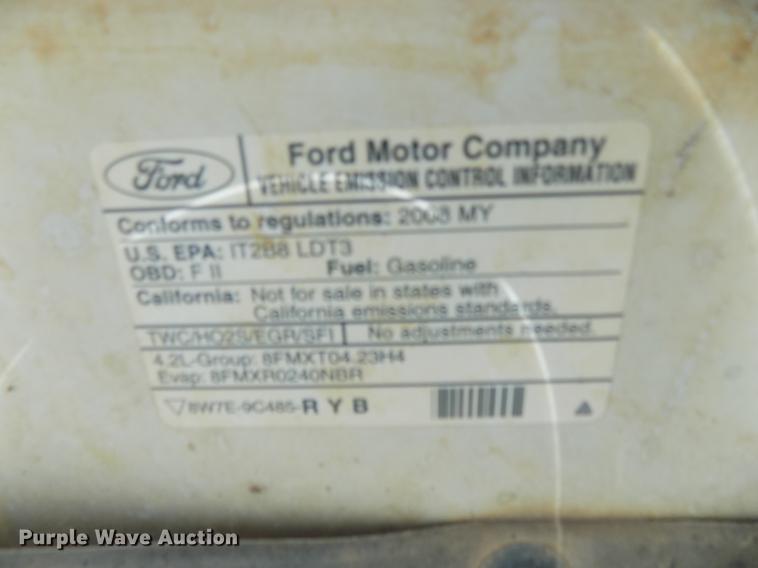 Ford
Ford Motor Company
VEHICLE EMISSION CONTROL INFORMATION
Conforms to regulations: 2008 MY
U.S. EPA: IT2B8 LDT3
OBD: F II Fuel: Gasoline
California: Not for sale in states with
California emissions standards.
TWC/HO2S/EGR/SFI No adjustments needed.
4.2L-Group: 8FMXT04.23H4
Evap: 8FMXR0240NBR
8W7E-9C485-R Y B
Purple Wave Auction